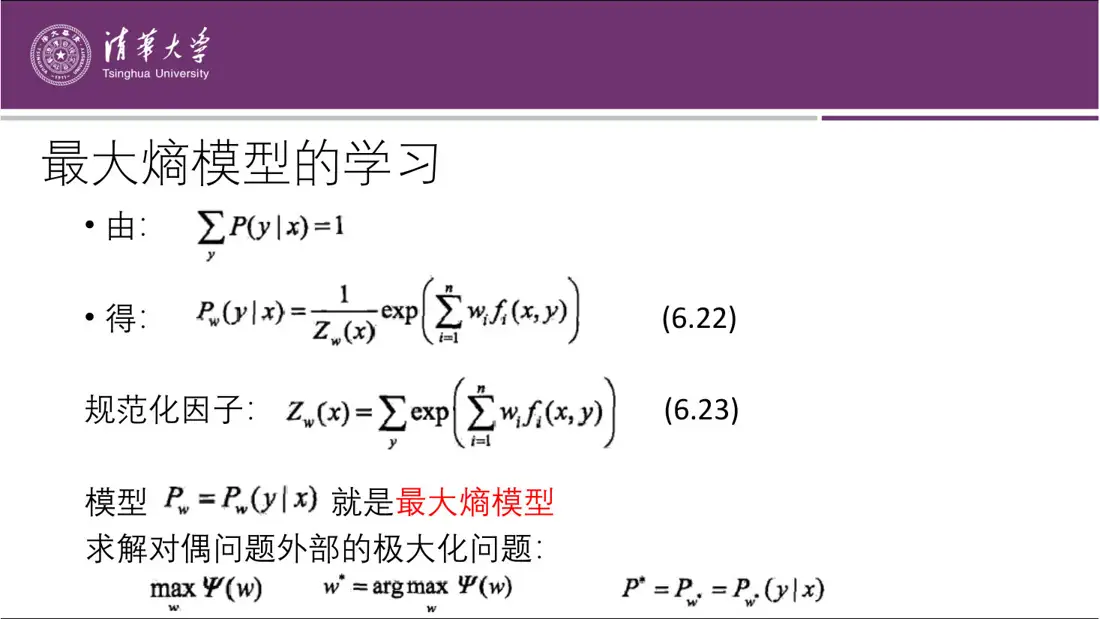 清华大学
Tsinghua University
最大熵模型的学习
• 由： ∑_y P(y|x)=1
• 得： P_w(y|x) = 1/Z_w(x) exp(∑_{i=1}^{n} w_i f_i(x,y)) (6.22)
规范化因子： Z_w(x) = ∑_y exp(∑_{i=1}^{n} w_i f_i(x,y)) (6.23)
模型 P_w = P_w(y|x) 就是最大熵模型
求解对偶问题外部的极大化问题：
max_w Ψ(w) w* = arg max_w Ψ(w) P* = P_{w*} = P_{w*}(y|x)